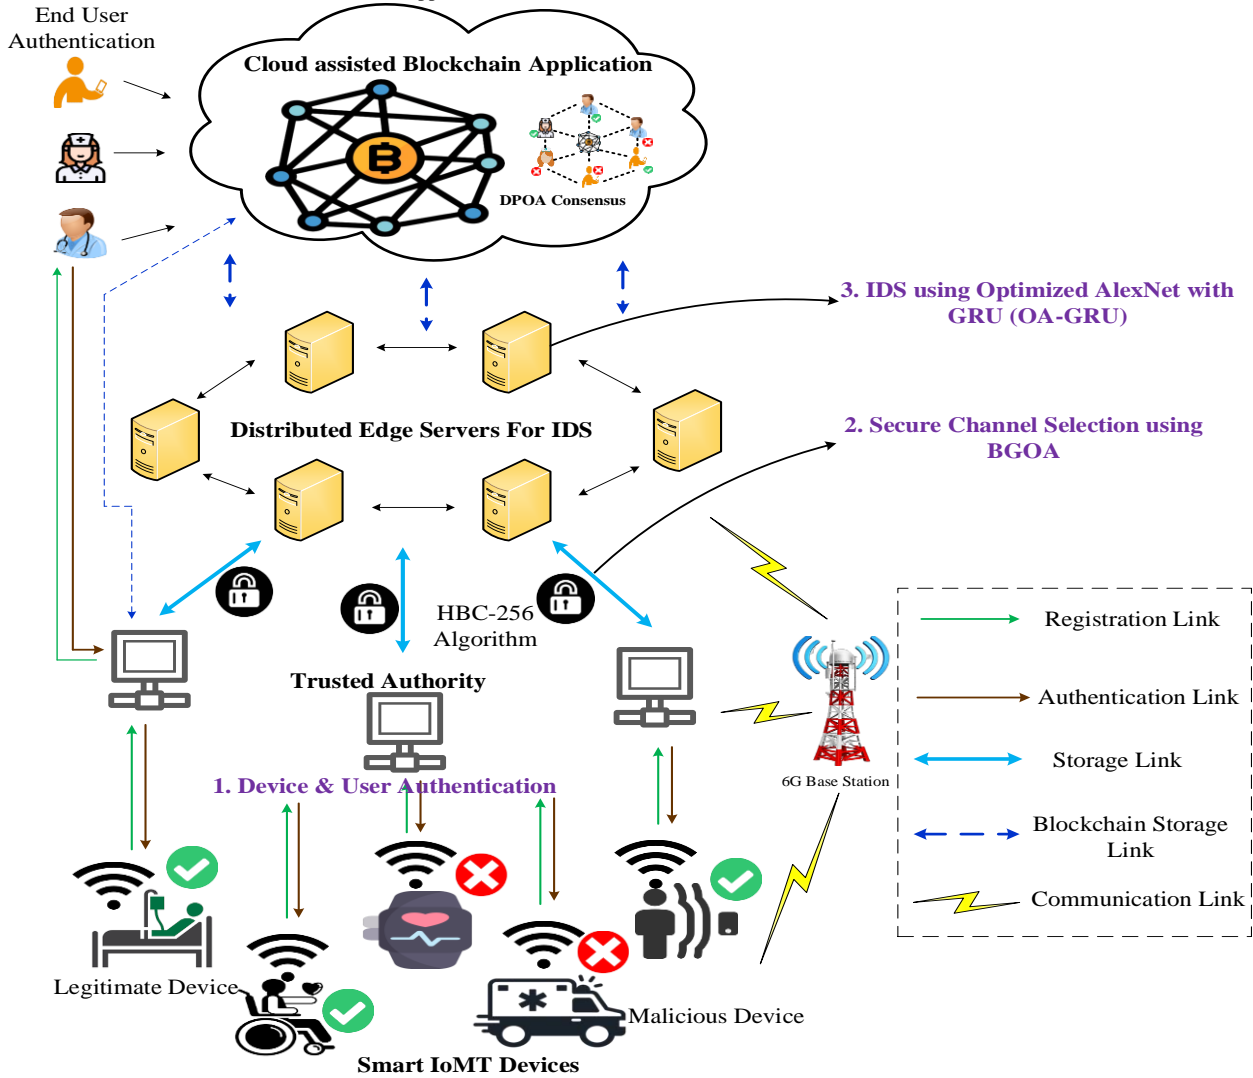 End User
Authentication
Cloud assisted Blockchain Application
DPOA Consensus
3. IDS using Optimized AlexNet with
GRU (OA-GRU)
Distributed Edge Servers For IDS
2. Secure Channel Selection using
BGOA
HBC-256
Algorithm
Trusted Authority
1. Device & User Authentication
6G Base Station
Registration Link
Authentication Link
Storage Link
Blockchain Storage
Link
Communication Link
Legitimate Device
Malicious Device
Smart IoMT Devices